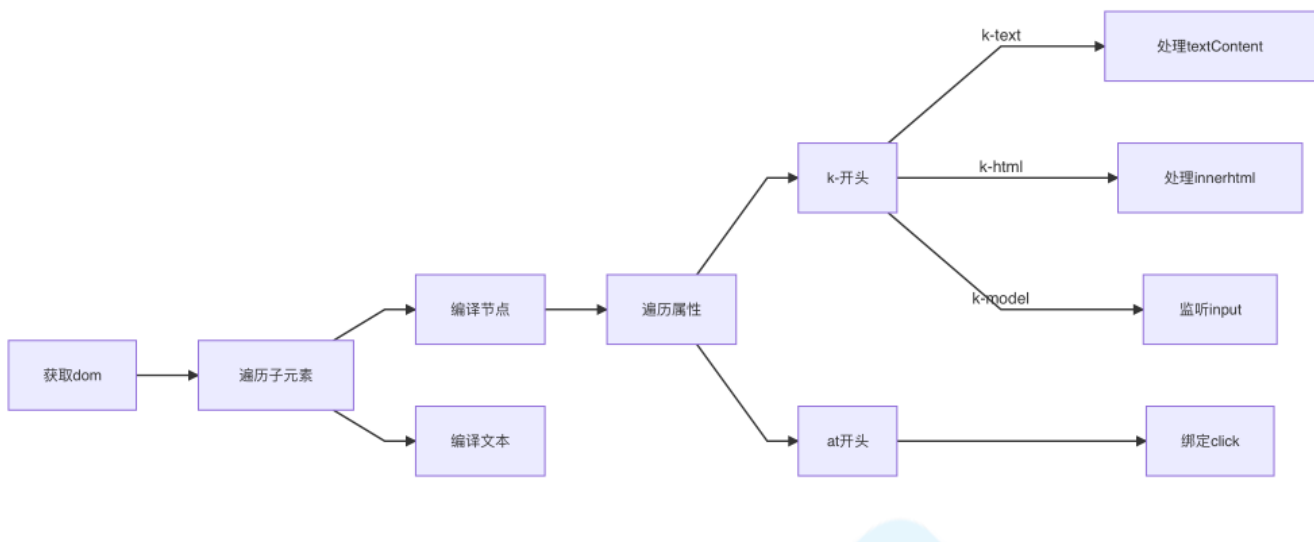 k-text
处理textContent
k-开头
k-html
处理innerhtml
编译节点
遍历属性
k-model
监听input
获取dom
遍历子元素
编译文本
at开头
绑定click